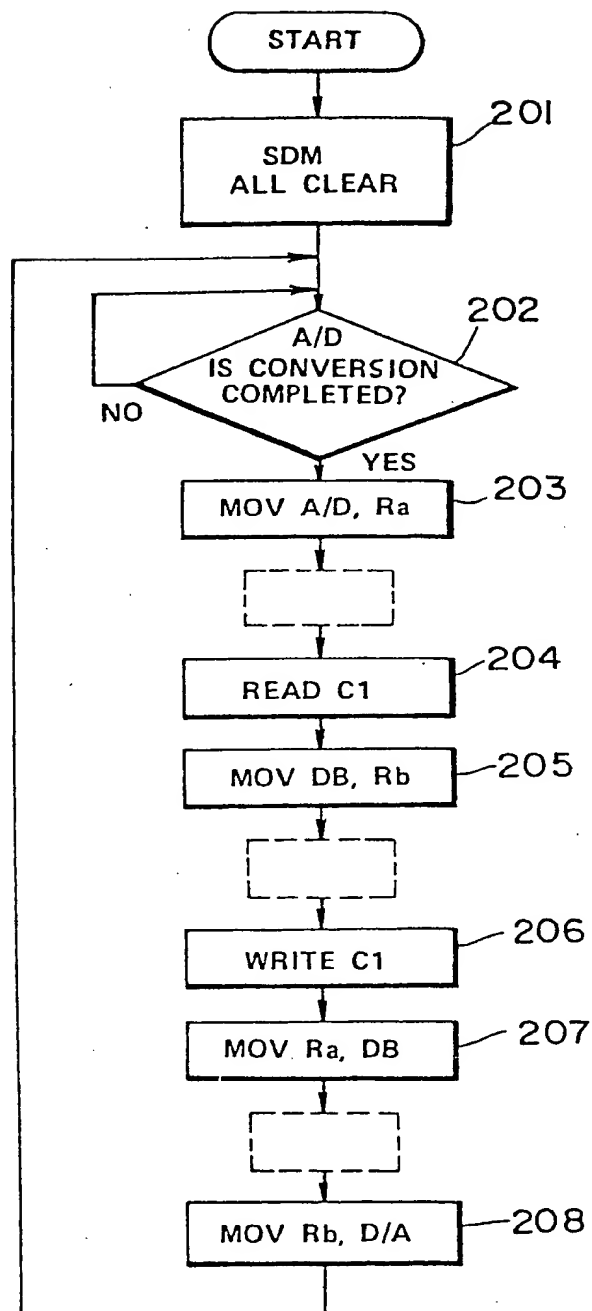 START
201
SDM
ALL CLEAR
202
A/D
IS CONVERSION
COMPLETED?
NO
YES
203
MOV A/D, Ra
204
READ C1
MOV DB, Rb
205
206
WRITE C1
MOV Ra, DB
207
MOV Rb, D/A
208